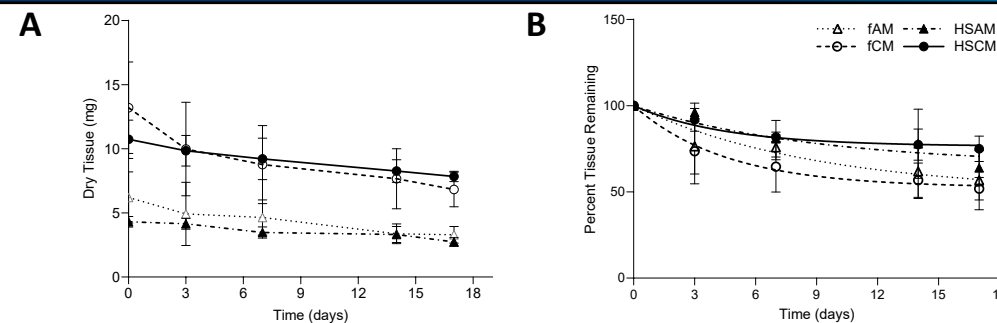 A
Dry Tissue (mg)
20
15
10
5
0
0 3 6 9 12 15 18
Time (days)
B
Percent Tissue Remaining
150
100
50
0
0 3 6 9 12 15
Time (days)
fAM HSAM
fCM HSCM